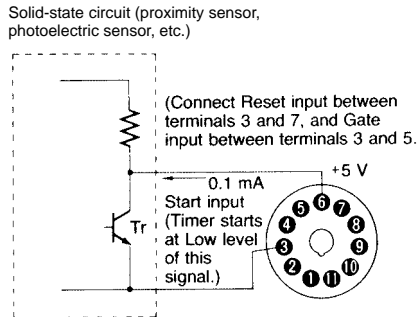 Solid-state circuit (proximity sensor,
photoelectric sensor, etc.)
(Connect Reset input between
terminals 3 and 7, and Gate
input between terminals 3 and 5.
+5 V
0.1 mA
Start input
(Timer starts
at Low level
of this
signal.)
Tr
1
2
3
4
5
6
7
8
9
10
11